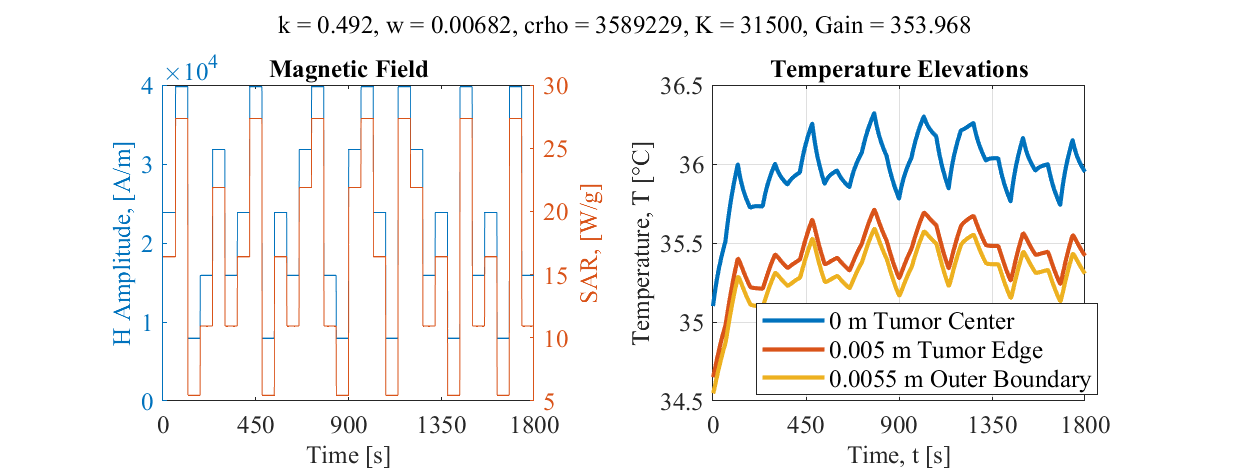 k = 0.492, w = 0.00682, crho = 3589229, K = 31500, Gain = 353.968
×10⁴
Magnetic Field
4
3
2
1
0
H Amplitude, [A/m]
30
25
20
15
10
5
SAR, [W/g]
0
450
900
1350
1800
Time [s]
Temperature Elevations
36.5
36
35.5
35
34.5
Temperature, T [°C]
0 m Tumor Center
0.005 m Tumor Edge
0.0055 m Outer Boundary
0
450
900
1350
1800
Time, t [s]